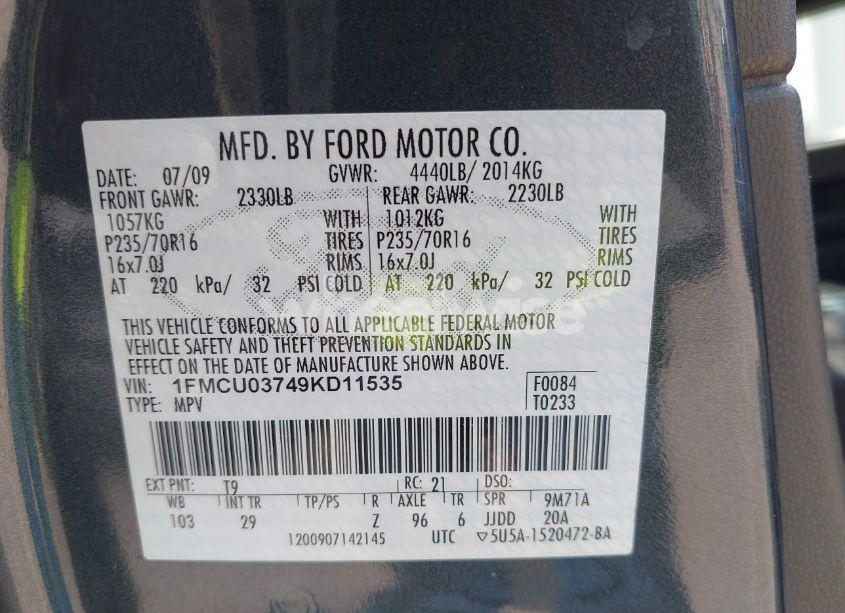 MFD. BY FORD MOTOR CO.
DATE: 07/09 GVWR: 4440LB/ 2014KG
FRONT GAWR: 2330LB REAR GAWR: 2230LB
1057KG WITH 1012KG WITH
P235/70R16 TIRES P235/70R16 TIRES
16x7.0J RIMS 16x7.0J RIMS
AT 220 kPa/ 32 PSI COLD AT 220 kPa/ 32 PSI COLD
THIS VEHICLE CONFORMS TO ALL APPLICABLE FEDERAL MOTOR
VEHICLE SAFETY AND THEFT PREVENTION STANDARDS IN
EFFECT ON THE DATE OF MANUFACTURE SHOWN ABOVE.
VIN: 1FMCU03749KD11535 F0084
TYPE: MPV T0233
EXT PNT: T9 RC: 21 DSO:
WB INT TR TP/PS R AXLE TR SPR 9M71A
103 29 Z 96 6 JJDD 20A
1200907142145 UTC ▽5U5A-1520472-BA